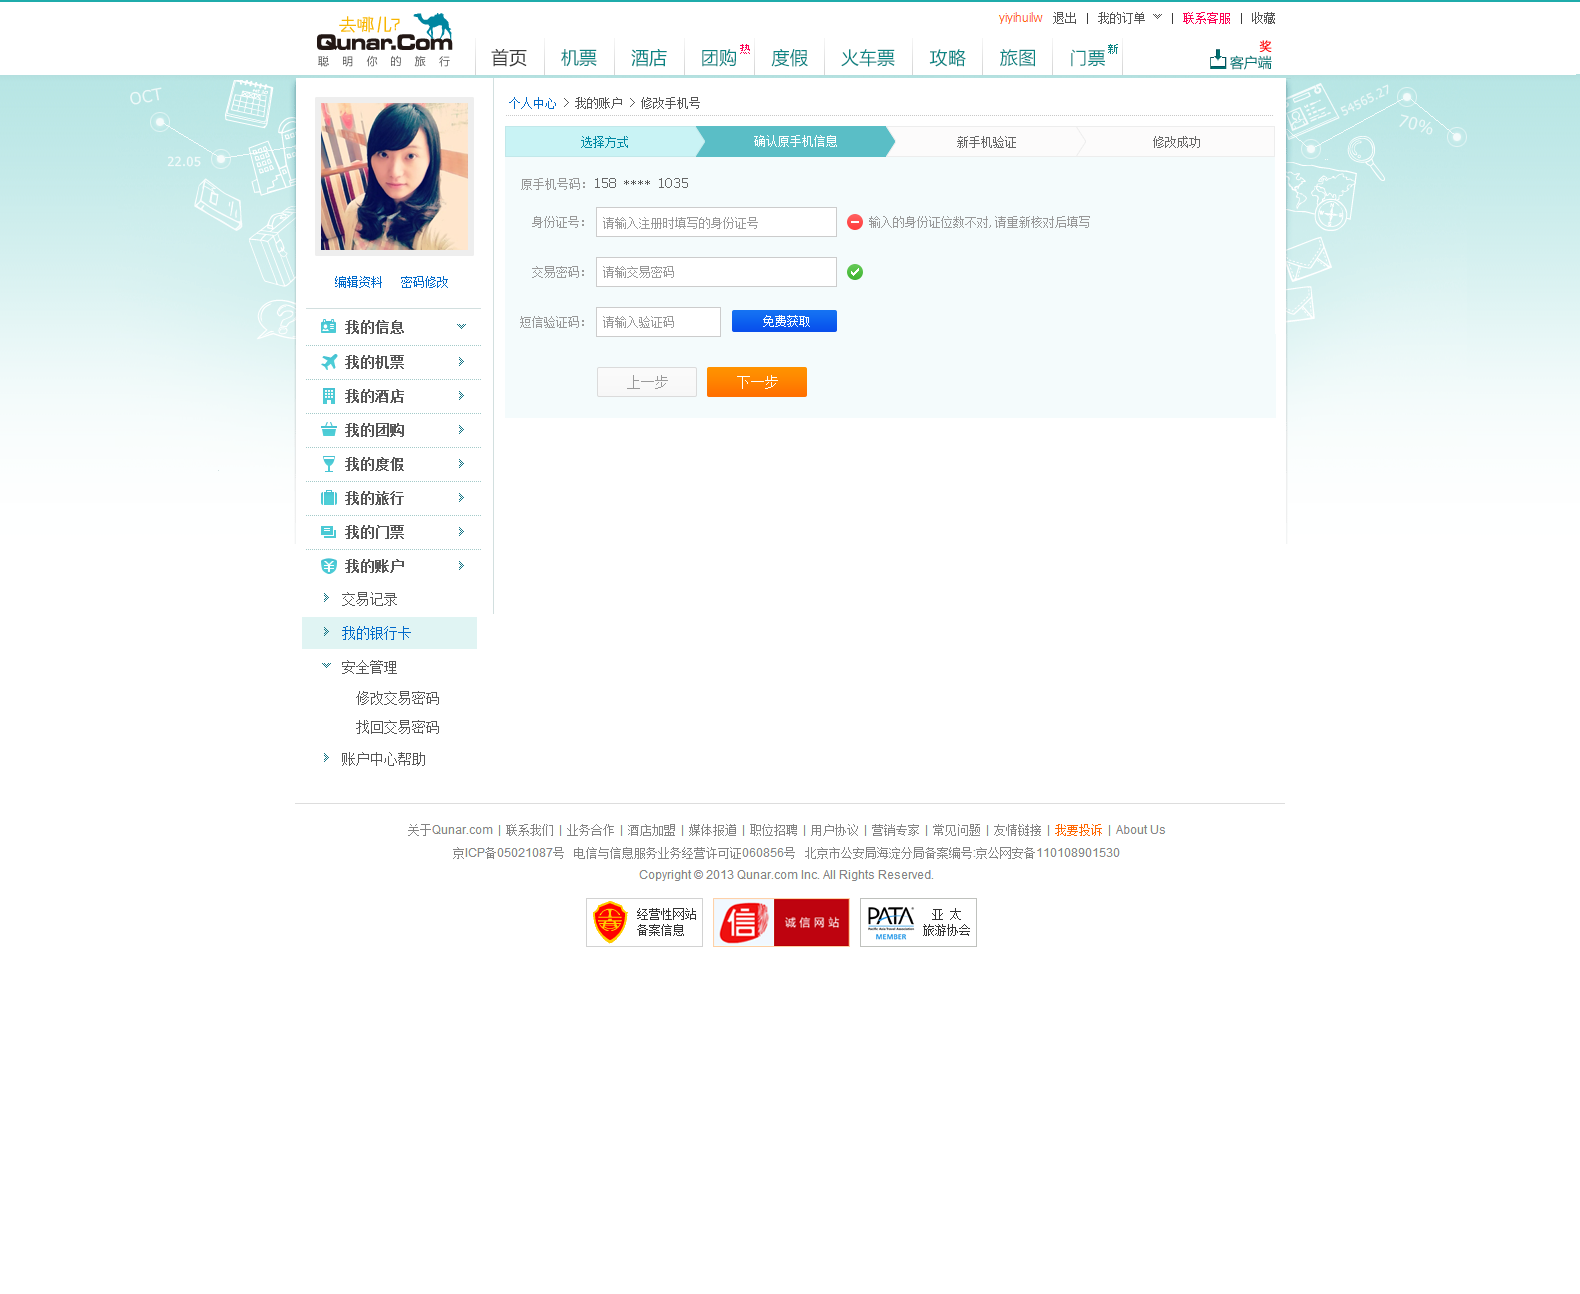 yiyihuilw 退出 | 我的订单 | 联系客服 | 收藏
去哪儿?
Qunar.Com
聪明你的旅行
首页 机票 酒店 团购 热 度假 火车票 攻略 旅图 门票 新
奖
客户端
OCT
22.05
54565.27
70%
个人中心 > 我的账户 > 修改手机号
选择方式 确认原手机信息 新手机验证 修改成功
原手机号码: 158 **** 1035
身份证号: 请输入注册时填写的身份证号 输入的身份证位数不对, 请重新核对后填写
交易密码: 请输交易密码
短信验证码: 请输入验证码 免费获取
上一步 下一步
编辑资料 密码修改
我的信息
我的机票
我的酒店
我的团购
我的度假
我的旅行
我的门票
我的账户
交易记录
我的银行卡
安全管理
修改交易密码
找回交易密码
账户中心帮助
关于Qunar.com | 联系我们 | 业务合作 | 酒店加盟 | 媒体报道 | 职位招聘 | 用户协议 | 营销专家 | 常见问题 | 友情链接 | 我要投诉 | About Us
京ICP备05021087号 电信与信息服务业务经营许可证060856号 北京市公安局海淀分局备案编号:京公网安备110108901530
Copyright © 2013 Qunar.com Inc. All Rights Reserved.
经营性网站
备案信息
信 诚信网站
PATA
MEMBER
亚 太
旅游协会